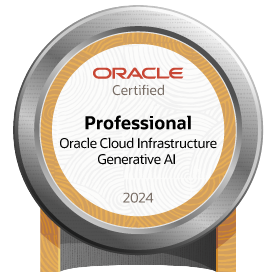 ORACLE
Certified
Professional
Oracle Cloud Infrastructure
Generative AI
2024